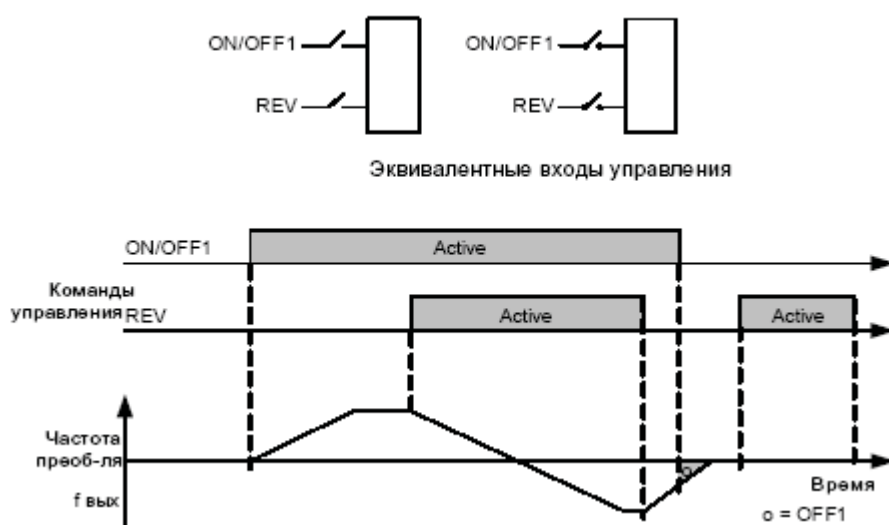 ON/OFF1
ON/OFF1
REV
REV
Эквивалентные входы управления
ON/OFF1
Active
Команды
управления
REV
Active
Active
Частота
преоб-ля
f вых
o
Время
o = OFF1